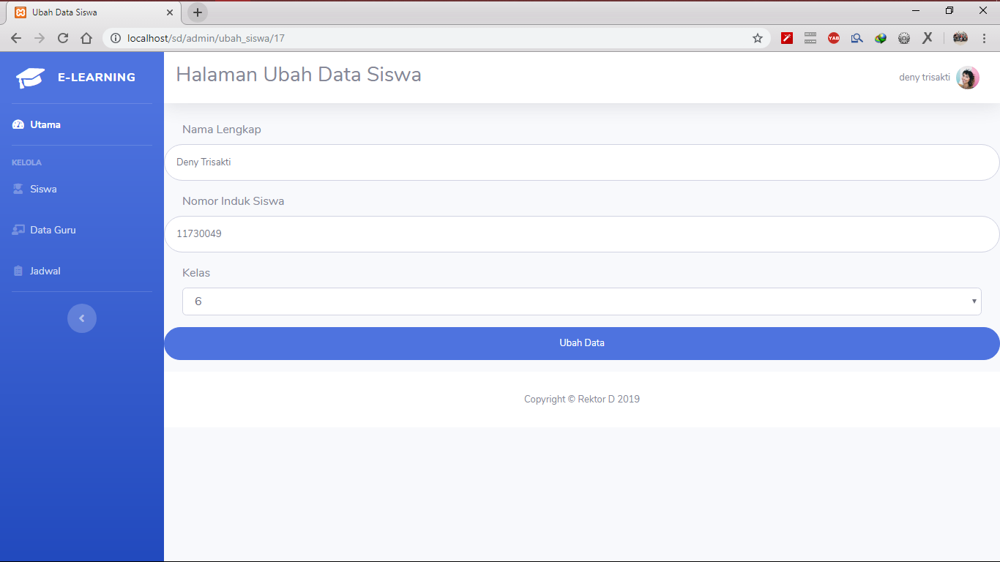 Ubah Data Siswa
localhost/sd/admin/ubah_siswa/17
YAB
E-LEARNING
Halaman Ubah Data Siswa
deny trisakti
Utama
KELOLA
Siswa
Data Guru
Jadwal
Nama Lengkap
Deny Trisakti
Nomor Induk Siswa
11730049
Kelas
6
Ubah Data
Copyright © Rektor D 2019